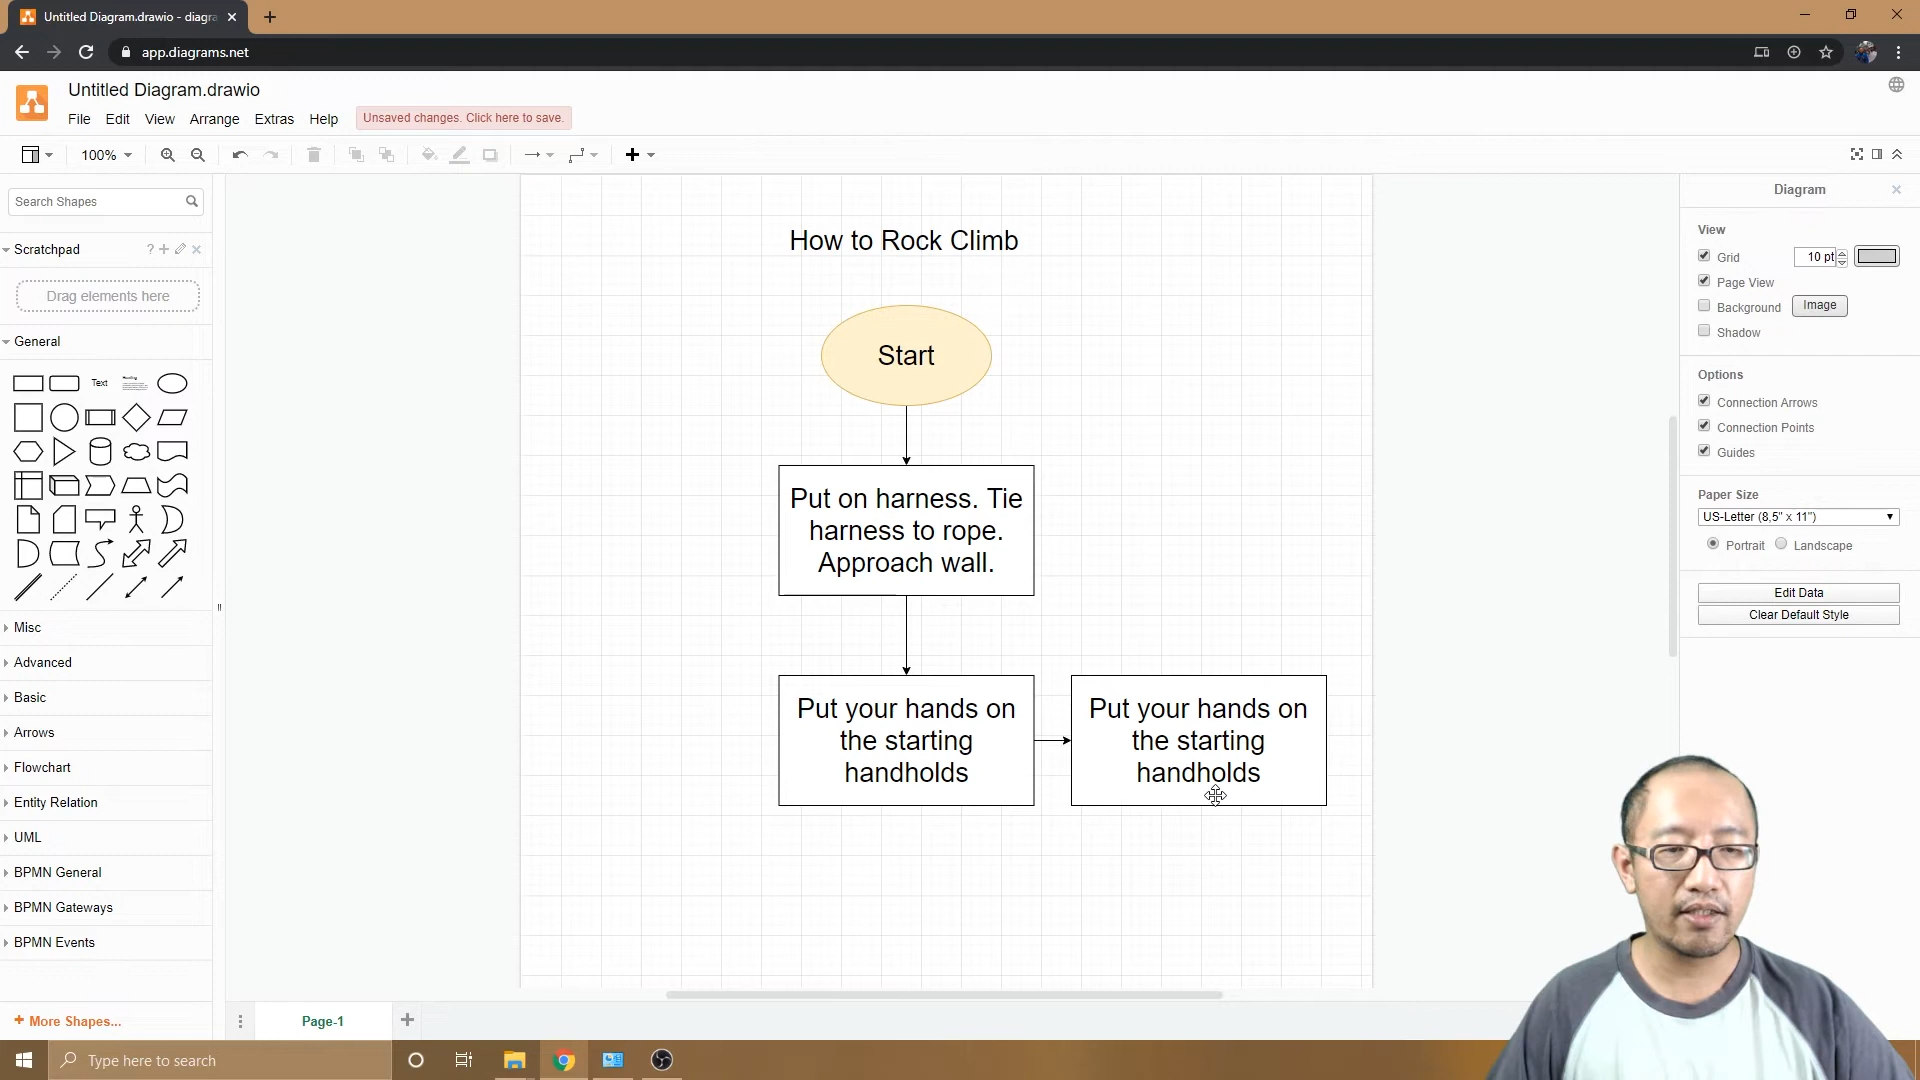 Untitled Diagram.drawio - diagra
app.diagrams.net
Untitled Diagram.drawio
File Edit View Arrange Extras Help
Unsaved changes. Click here to save.
100%
Search Shapes
Scratchpad
?
Drag elements here
General
Text
Heading
Misc
Advanced
Basic
Arrows
Flowchart
Entity Relation
UML
BPMN General
BPMN Gateways
BPMN Events
More Shapes...
How to Rock Climb
Start
Put on harness. Tie
harness to rope.
Approach wall.
Put your hands on
the starting
handholds
Put your hands on
the starting
handholds
Diagram
View
Grid
10 pt
Page View
Background
Image
Shadow
Options
Connection Arrows
Connection Points
Guides
Paper Size
US-Letter (8,5" x 11")
Portrait
Landscape
Edit Data
Clear Default Style
Page-1
Type here to search